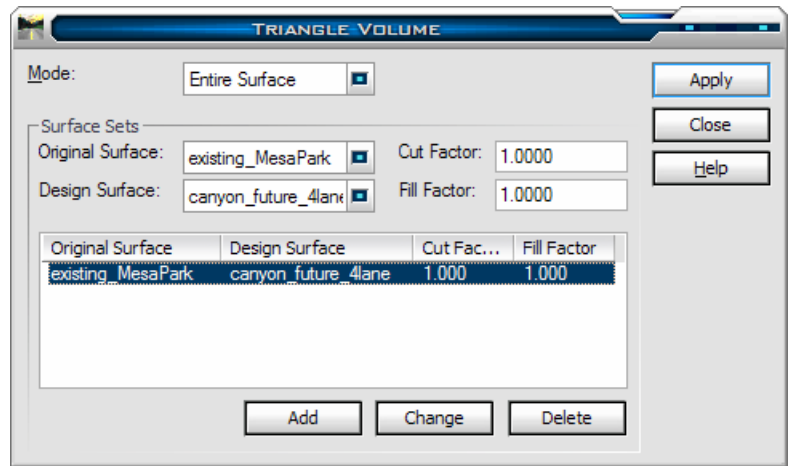 TRIANGLE VOLUME
Mode: Entire Surface
Apply
Surface Sets
Close
Original Surface: existing_MesaPark Cut Factor: 1.0000
Help
Design Surface: canyon_future_4lane Fill Factor: 1.0000
Original Surface Design Surface Cut Fac... Fill Factor
existing_MesaPark canyon_future_4lane 1.000 1.000
Add Change Delete